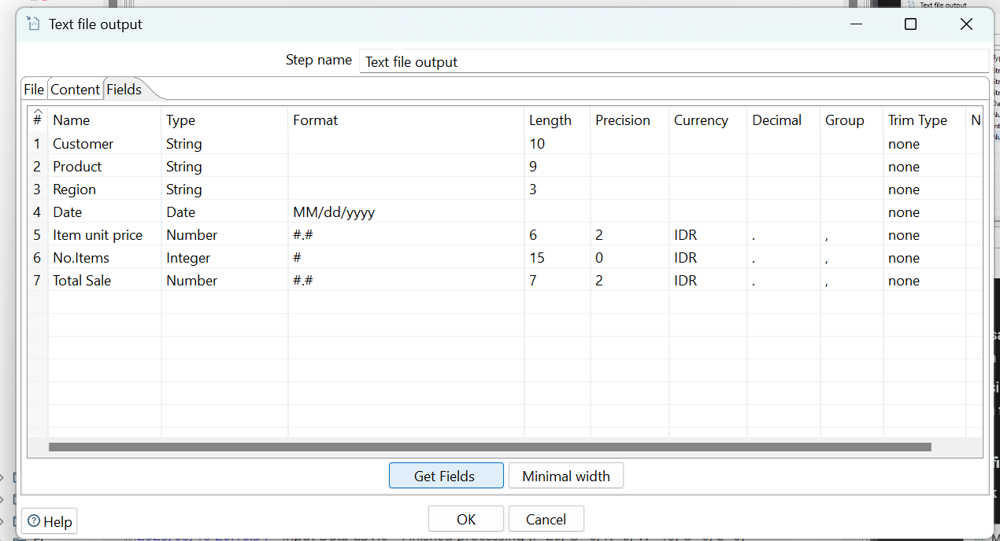 Text file output
Text file output
Step name Text file output
File Content Fields
# Name Type Format Length Precision Currency Decimal Group Trim Type N
1 Customer String 10 none
2 Product String 9 none
3 Region String 3 none
4 Date Date MM/dd/yyyy none
5 Item unit price Number #.# 6 2 IDR . , none
6 No.Items Integer # 15 0 IDR . , none
7 Total Sale Number #.# 7 2 IDR . , none
Get Fields Minimal width
OK Cancel
Help